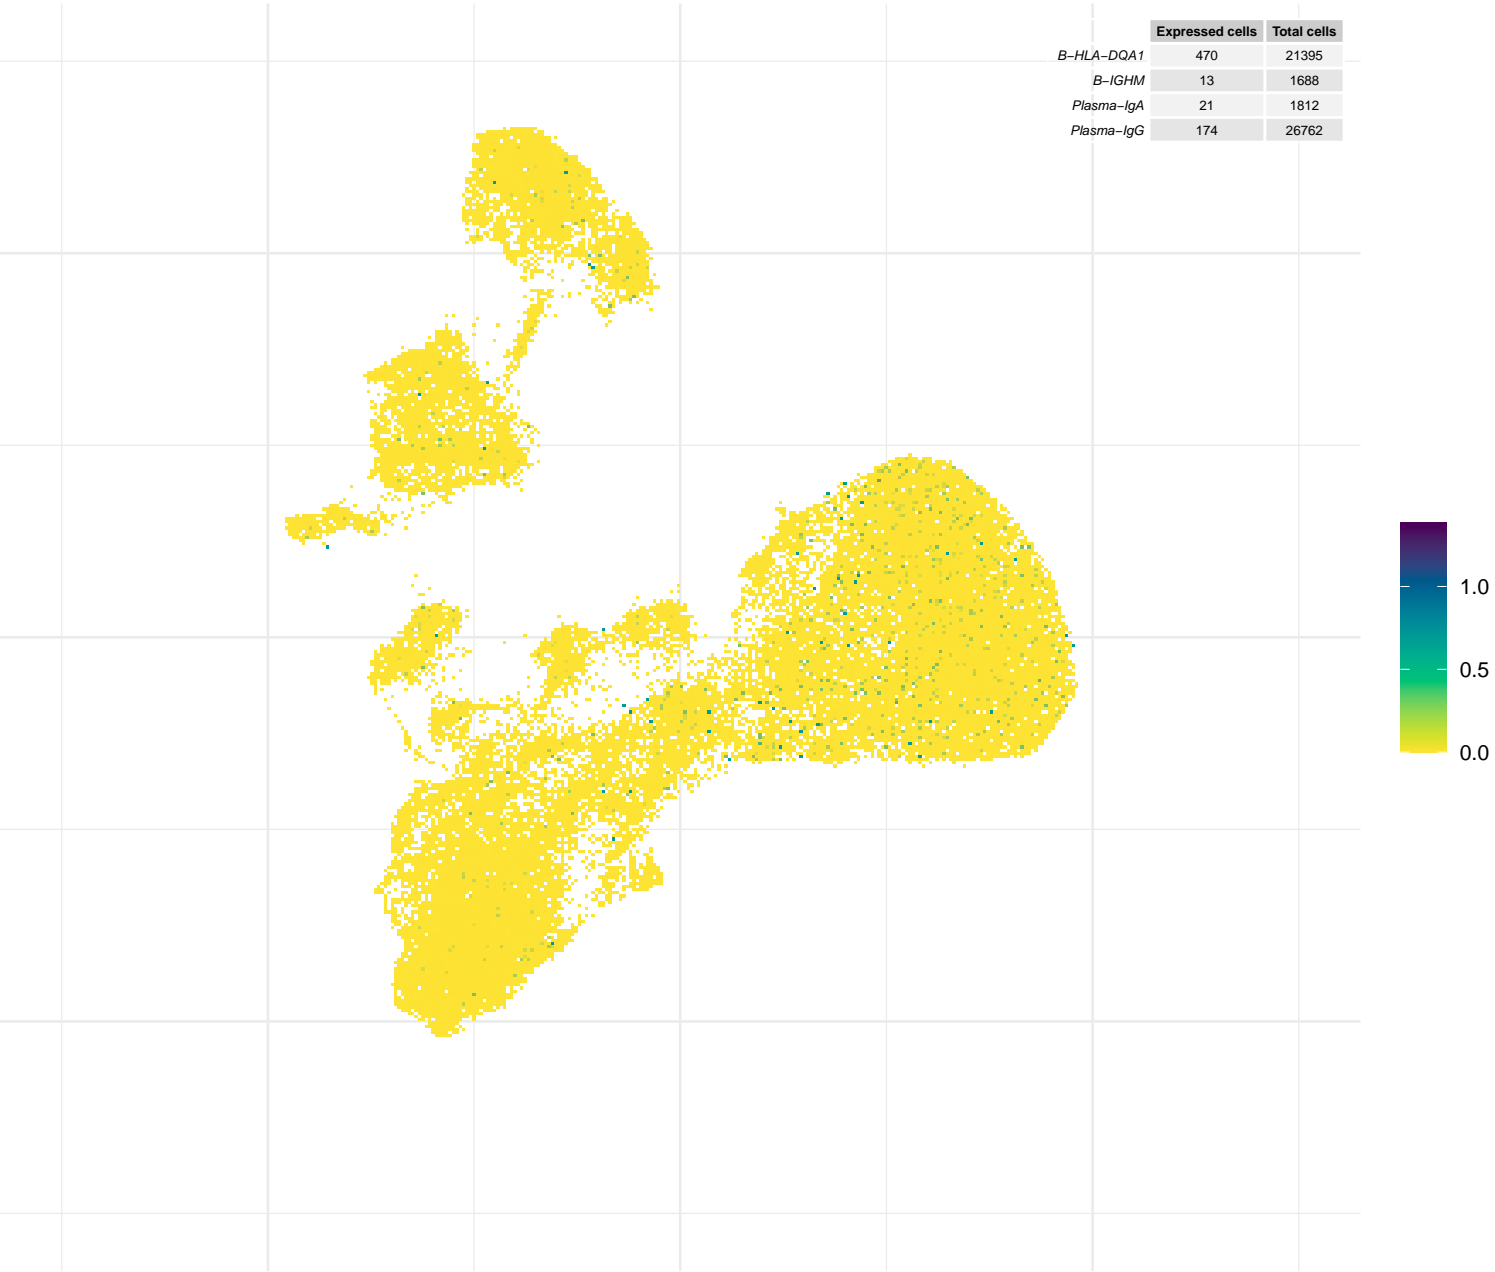 Expressed cells Total cells
B−HLA−DQA1 470 21395
B−IGHM 13 1688
Plasma−IgA 21 1812
Plasma−IgG 174 26762
1.0
0.5
0.0